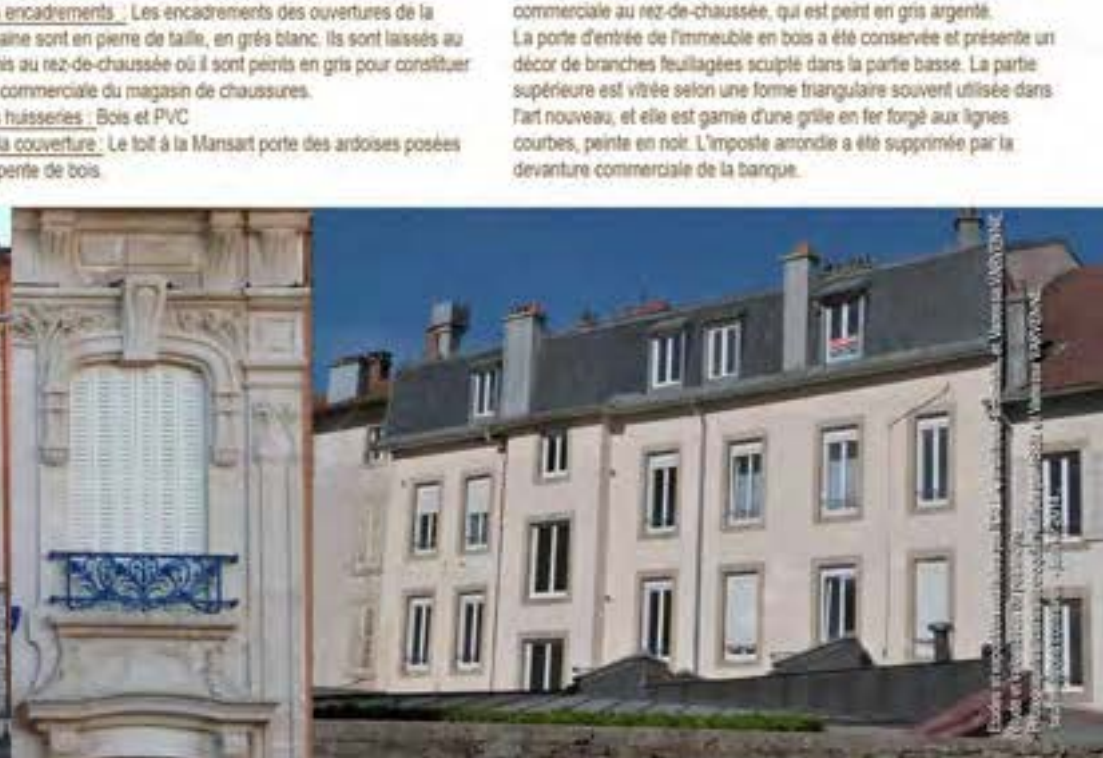 encadrements : Les encadrements des ouvertures de la
aine sont en pierre de taille, en grès blanc. Ils sont laissés au
is au rez-de-chaussée où il sont peints en gris pour constituer
commerciale du magasin de chaussures.
huisseries : Bois et PVC
la couverture : Le toit à la Mansart porte des ardoises posées
pente de bois.
commerciale au rez-de-chaussée, qui est peint en gris argenté.
La porte d'entrée de l'immeuble en bois a été conservée et présente un
décor de branches feuillagées sculpté dans la partie basse. La partie
supérieure est vitrée selon une forme triangulaire souvent utilisée dans
l'art nouveau, et elle est garnie d'une grille en fer forgé aux lignes
courbes, peinte en noir. L'imposte arrondie a été supprimée par la
devanture commerciale de la banque.
Vanessa VARVENNE